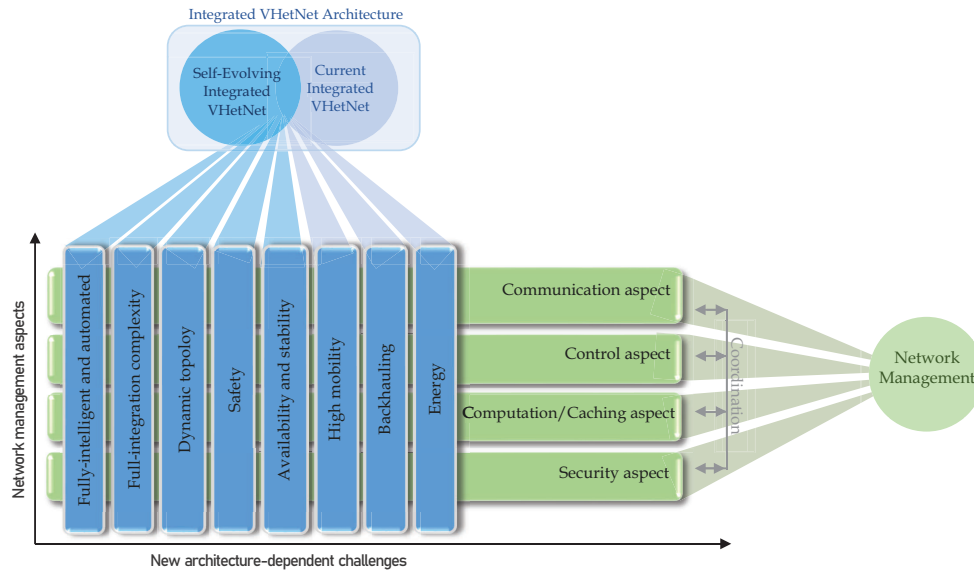 Integrated VHetNet Architecture
Self-Evolving
Integrated
VHetNet
Current
Integrated
VHetNet
Network management aspects
Fully-intelligent and automated
Full-integration complexity
Dynamic topoloy
Safety
Availability and stability
High mobility
Backhauling
Energy
Communication aspect
Control aspect
Computation/Caching aspect
Security aspect
Coordination
Network
Management
New architecture-dependent challenges